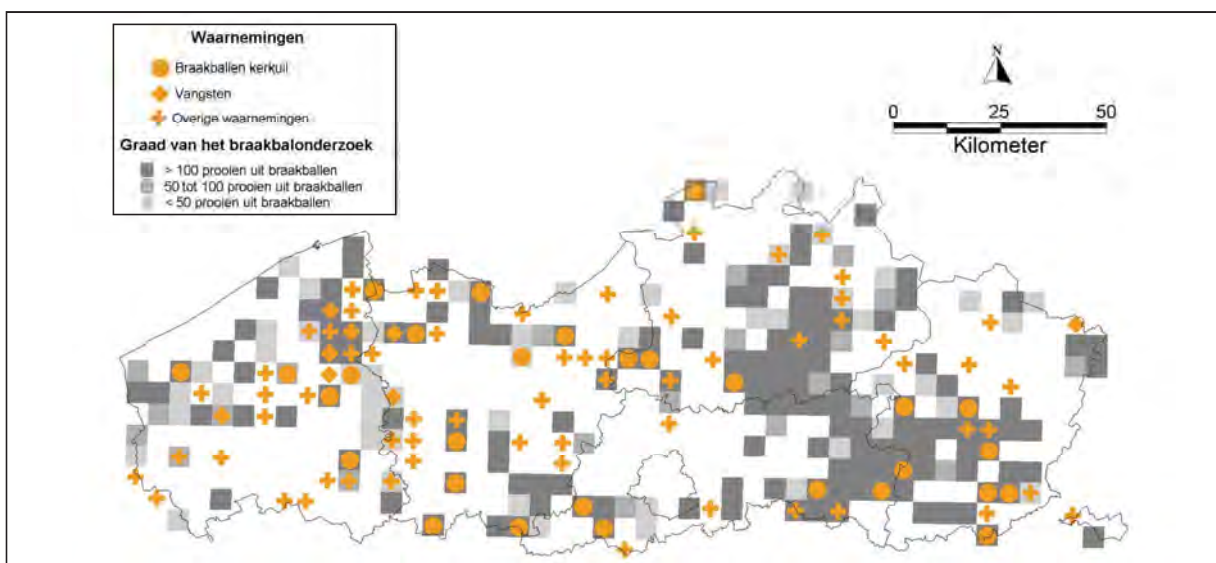 Waarnemingen
Braakballen kerkuil
Vangsten
Overige waarnemingen
Graad van het braakbalonderzoek
> 100 prooien uit braakballen
50 tot 100 prooien uit braakballen
< 50 prooien uit braakballen
N
0 25 50
Kilometer